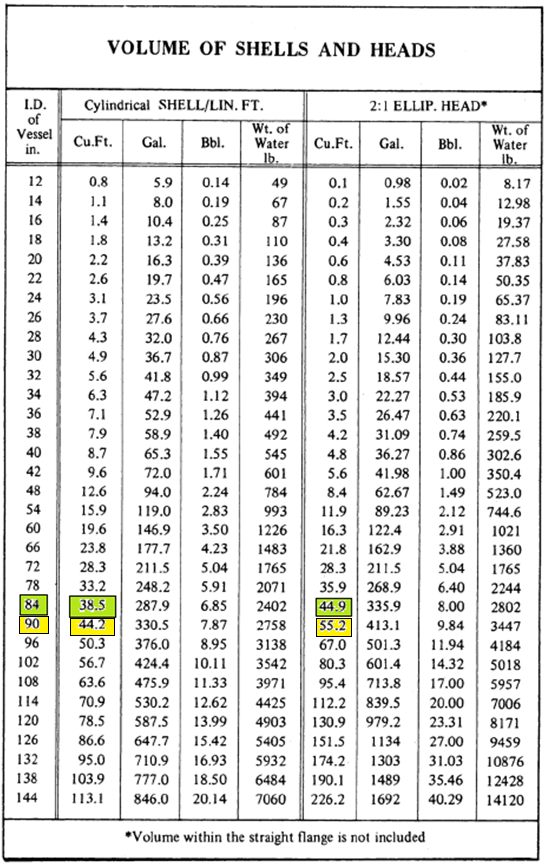 VOLUME OF SHELLS AND HEADS
I.D. of Vessel in. Cylindrical SHELL/LIN. FT. 2:1 ELLIP. HEAD*
Cu.Ft. Gal. Bbl. Wt. of Water lb. Cu.Ft. Gal. Bbl. Wt. of Water lb.
12 0.8 5.9 0.14 49 0.1 0.98 0.02 8.17
14 1.1 8.0 0.19 67 0.2 1.55 0.04 12.98
16 1.4 10.4 0.25 87 0.3 2.32 0.06 19.37
18 1.8 13.2 0.31 110 0.4 3.30 0.08 27.58
20 2.2 16.3 0.39 136 0.6 4.53 0.11 37.83
22 2.6 19.7 0.47 165 0.8 6.03 0.14 50.35
24 3.1 23.5 0.56 196 1.0 7.83 0.19 65.37
26 3.7 27.6 0.66 230 1.3 9.96 0.24 83.11
28 4.3 32.0 0.76 267 1.7 12.44 0.30 103.8
30 4.9 36.7 0.87 306 2.0 15.30 0.36 127.7
32 5.6 41.8 0.99 349 2.5 18.57 0.44 155.0
34 6.3 47.2 1.12 394 3.0 22.27 0.53 185.9
36 7.1 52.9 1.26 441 3.5 26.47 0.63 220.1
38 7.9 58.9 1.40 492 4.2 31.09 0.74 259.5
40 8.7 65.3 1.55 545 4.8 36.27 0.86 302.6
42 9.6 72.0 1.71 601 5.6 41.98 1.00 350.4
48 12.6 94.0 2.24 784 8.4 62.67 1.49 523.0
54 15.9 119.0 2.83 993 11.9 89.23 2.12 744.6
60 19.6 146.9 3.50 1226 16.3 122.4 2.91 1021
66 23.8 177.7 4.23 1483 21.8 162.9 3.88 1360
72 28.3 211.5 5.04 1765 28.3 211.5 5.04 1765
78 33.2 248.2 5.91 2071 35.9 268.9 6.40 2244
84 38.5 287.9 6.85 2402 44.9 335.9 8.00 2802
90 44.2 330.5 7.87 2758 55.2 413.1 9.84 3447
96 50.3 376.0 8.95 3138 67.0 501.3 11.94 4184
102 56.7 424.4 10.11 3542 80.3 601.4 14.32 5018
108 63.6 475.9 11.33 3971 95.4 713.8 17.00 5957
114 70.9 530.2 12.62 4425 112.2 839.5 20.00 7006
120 78.5 587.5 13.99 4903 130.9 979.2 23.31 8171
126 86.6 647.7 15.42 5405 151.5 1134 27.00 9459
132 95.0 710.9 16.93 5932 174.2 1303 31.03 10876
138 103.9 777.0 18.50 6484 190.1 1489 35.46 12428
144 113.1 846.0 20.14 7060 226.2 1692 40.29 14120
*Volume within the straight flange is not included